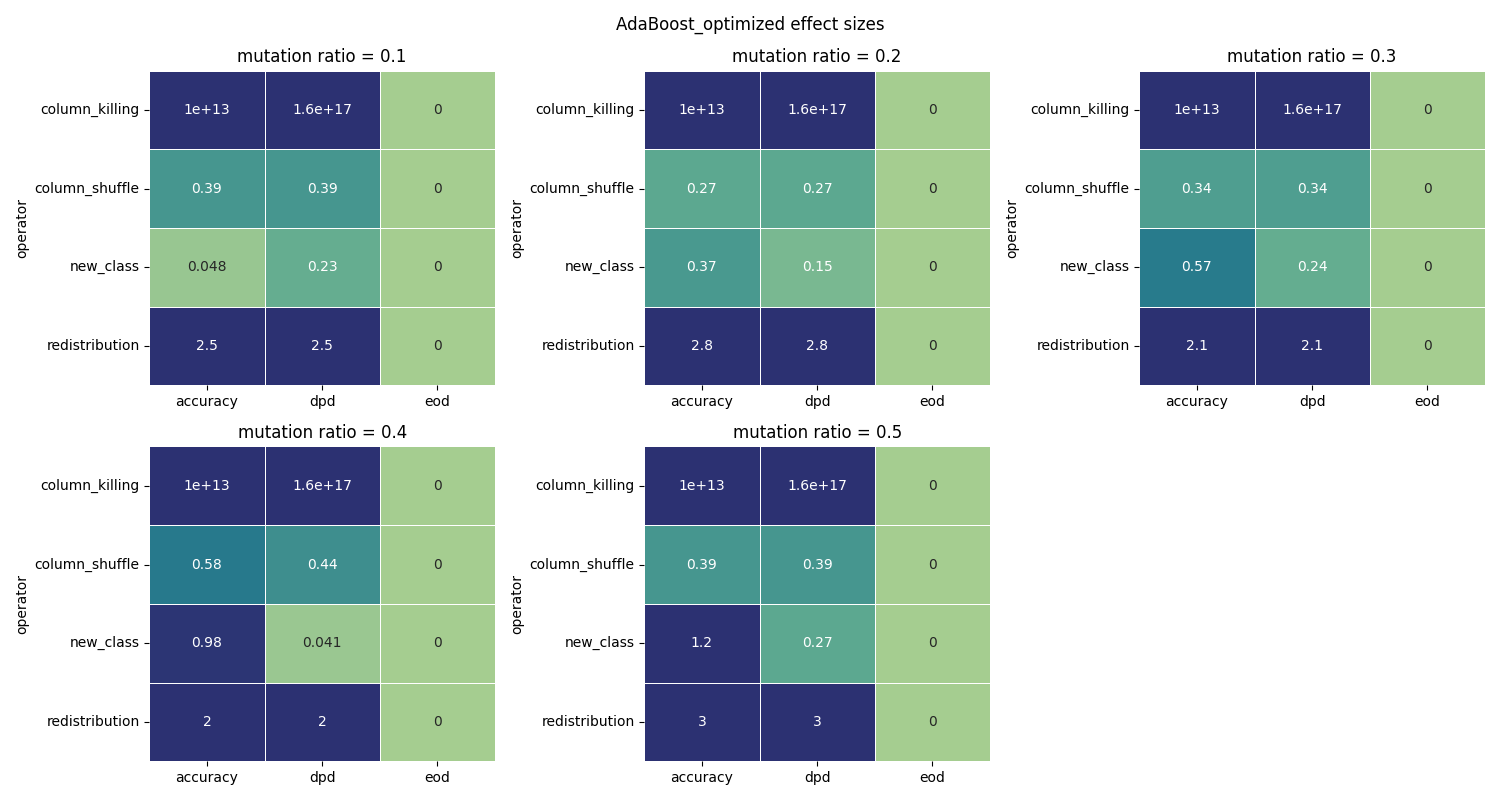 AdaBoost_optimized effect sizes
mutation ratio = 0.1
operator
column_killing 1e+13 1.6e+17 0
column_shuffle 0.39 0.39 0
new_class 0.048 0.23 0
redistribution 2.5 2.5 0
accuracy dpd eod
mutation ratio = 0.2
operator
column_killing 1e+13 1.6e+17 0
column_shuffle 0.27 0.27 0
new_class 0.37 0.15 0
redistribution 2.8 2.8 0
accuracy dpd eod
mutation ratio = 0.3
operator
column_killing 1e+13 1.6e+17 0
column_shuffle 0.34 0.34 0
new_class 0.57 0.24 0
redistribution 2.1 2.1 0
accuracy dpd eod
mutation ratio = 0.4
operator
column_killing 1e+13 1.6e+17 0
column_shuffle 0.58 0.44 0
new_class 0.98 0.041 0
redistribution 2 2 0
accuracy dpd eod
mutation ratio = 0.5
operator
column_killing 1e+13 1.6e+17 0
column_shuffle 0.39 0.39 0
new_class 1.2 0.27 0
redistribution 3 3 0
accuracy dpd eod